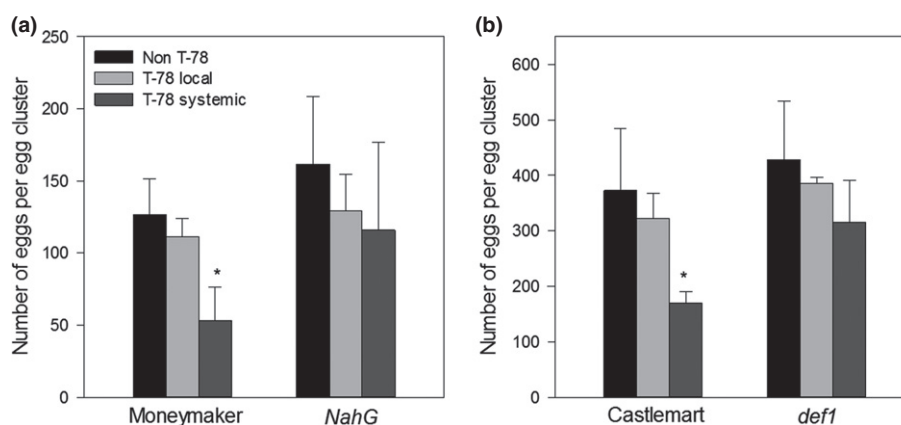 (a)
250
200
150
100
50
0
Number of eggs per egg cluster
Non T-78
T-78 local
T-78 systemic
*
Moneymaker
NahG
(b)
600
500
400
300
200
100
0
Number of eggs per egg cluster
*
Castlemart
def1